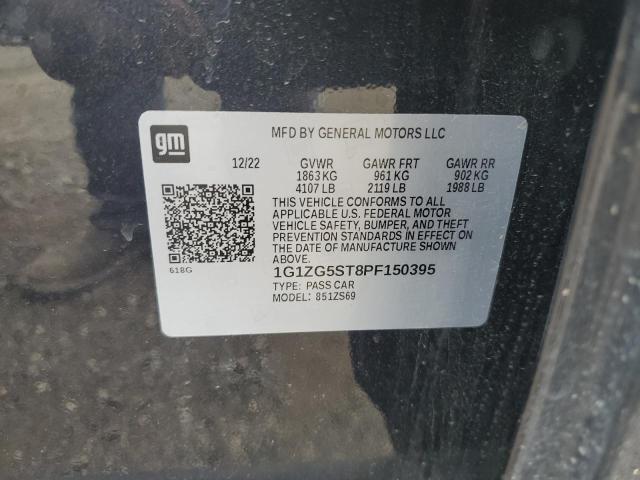 gm
MFD BY GENERAL MOTORS LLC
12/22 GVWR GAWR FRT GAWR RR
1863 KG 961 KG 902 KG
4107 LB 2119 LB 1988 LB
THIS VEHICLE CONFORMS TO ALL
APPLICABLE U.S. FEDERAL MOTOR
VEHICLE SAFETY, BUMPER, AND THEFT
PREVENTION STANDARDS IN EFFECT ON
THE DATE OF MANUFACTURE SHOWN
ABOVE.
618G
1G1ZG5ST8PF150395
TYPE: PASS CAR
MODEL: 851ZS69